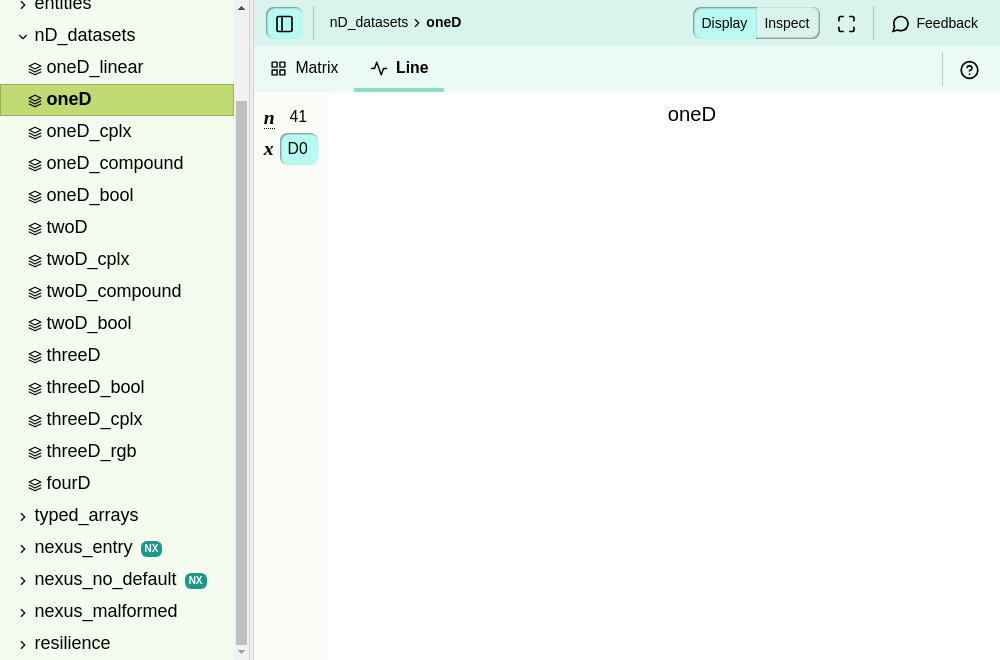 entities
nD_datasets
oneD_linear
oneD
oneD_cplx
oneD_compound
oneD_bool
twoD
twoD_cplx
twoD_compound
twoD_bool
threeD
threeD_bool
threeD_cplx
threeD_rgb
fourD
typed_arrays
nexus_entry NX
nexus_no_default NX
nexus_malformed
resilience
nD_datasets oneD
Display Inspect Feedback
Matrix Line
n 41
x D0
oneD